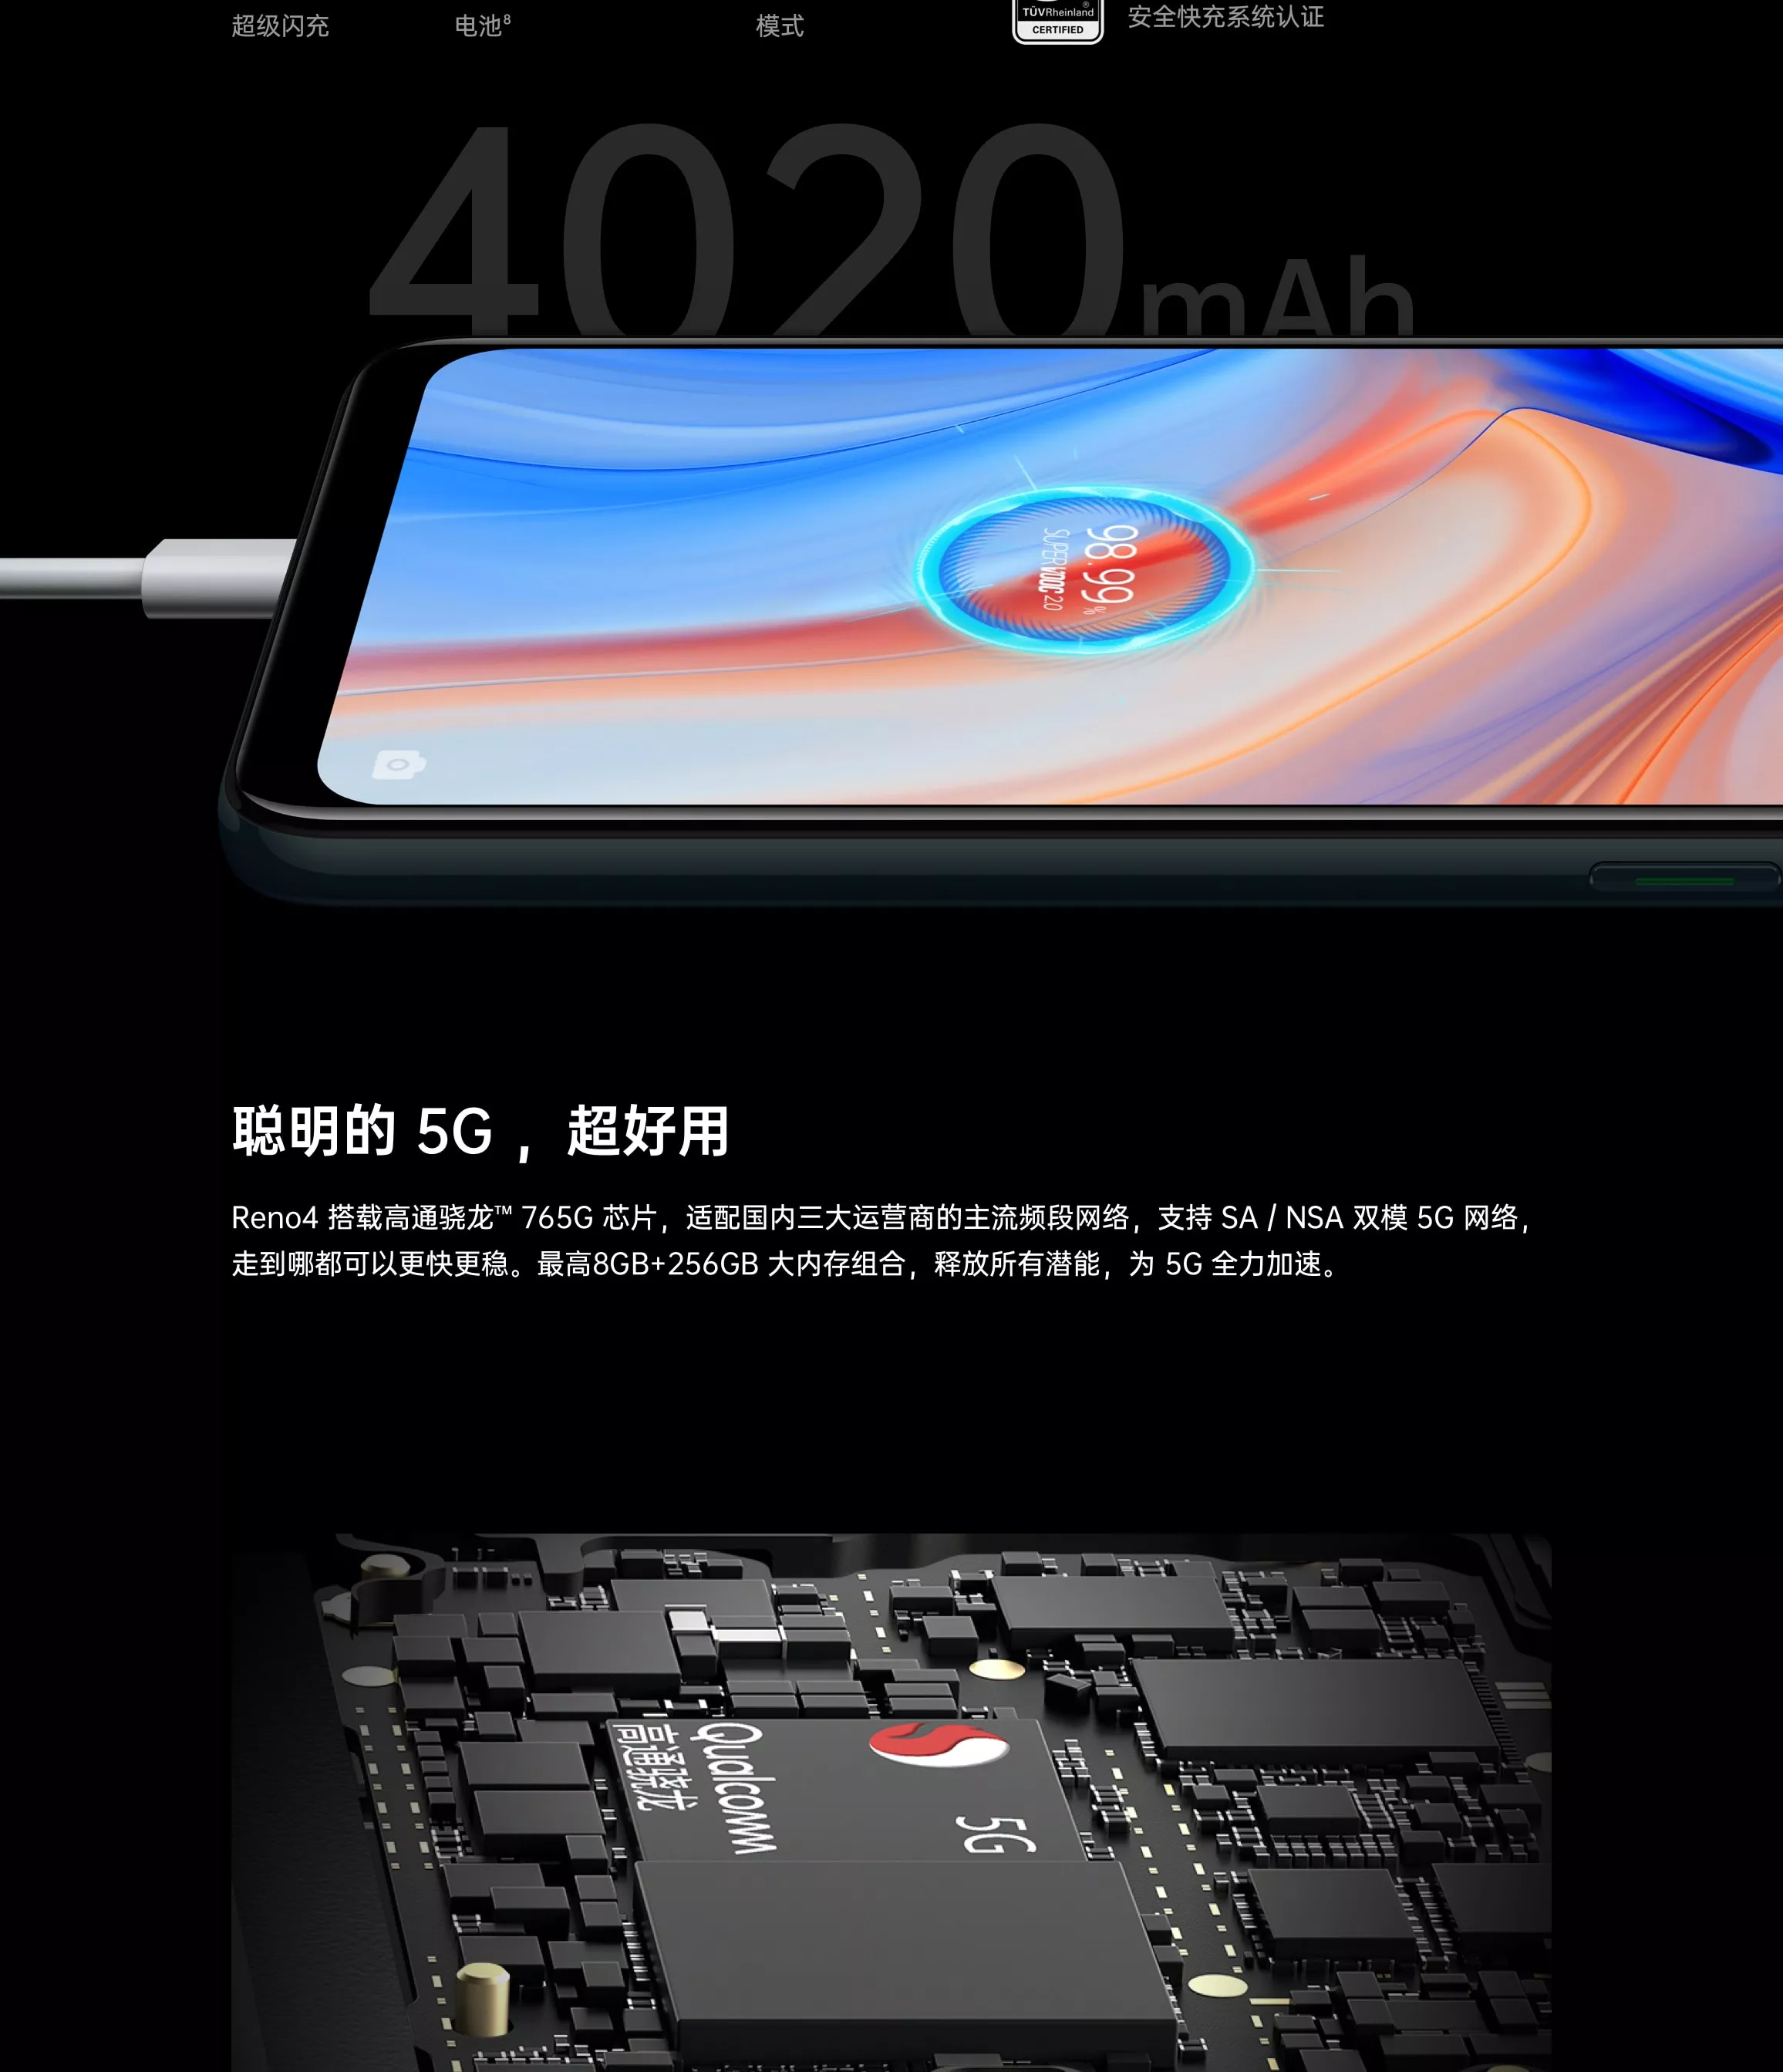 超级闪充
电池8
模式
TÜVRheinland®
CERTIFIED
安全快充系统认证
4020mAh
98.99%
SUPERVOOC 2.0
聪明的 5G ，超好用
Reno4 搭载高通骁龙™ 765G 芯片，适配国内三大运营商的主流频段网络，支持 SA / NSA 双模 5G 网络，
走到哪都可以更快更稳。最高8GB+256GB 大内存组合，释放所有潜能，为 5G 全力加速。
Qualcomm
高通骁龙
5G